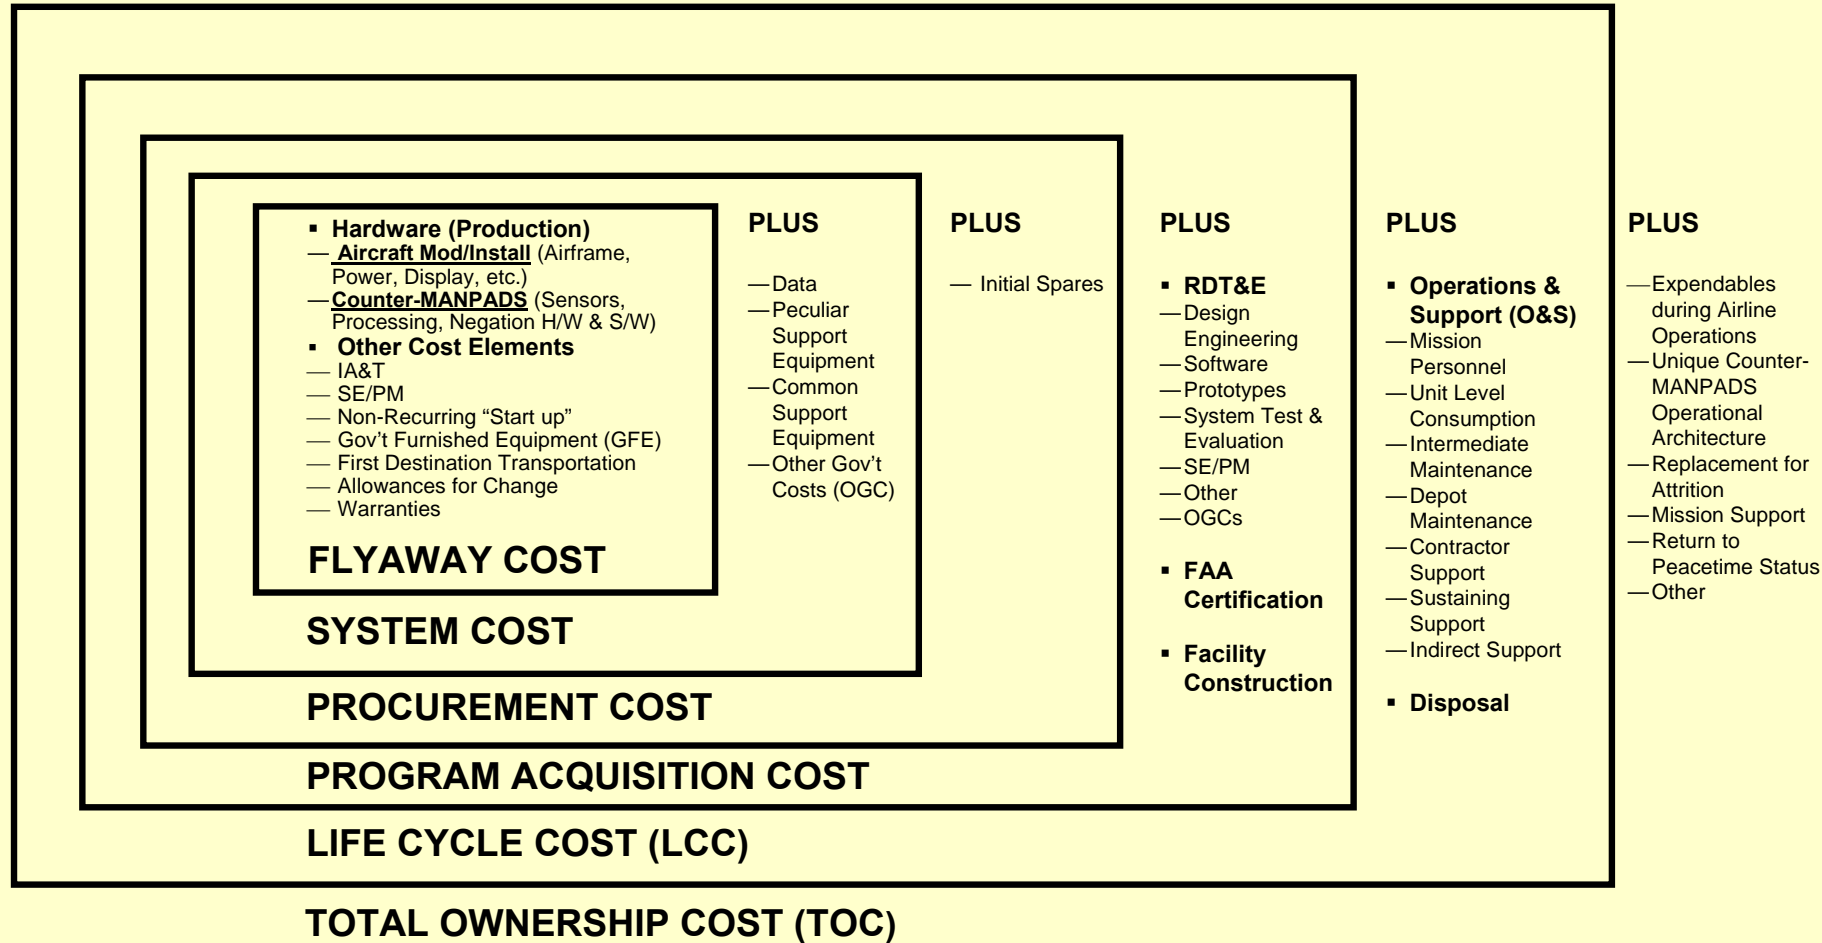 ▪ Hardware (Production)
— Aircraft Mod/Install (Airframe,
Power, Display, etc.)
—Counter-MANPADS (Sensors,
Processing, Negation H/W & S/W)
▪ Other Cost Elements
— IA&T
— SE/PM
— Non-Recurring “Start up”
— Gov’t Furnished Equipment (GFE)
— First Destination Transportation
— Allowances for Change
— Warranties
FLYAWAY COST
PLUS
—Data
—Peculiar
Support
Equipment
—Common
Support
Equipment
—Other Gov’t
Costs (OGC)
SYSTEM COST
PLUS
— Initial Spares
PROCUREMENT COST
PLUS
▪ RDT&E
—Design
Engineering
—Software
—Prototypes
—System Test &
Evaluation
—SE/PM
—Other
—OGCs
▪ FAA
Certification
▪ Facility
Construction
PROGRAM ACQUISITION COST
PLUS
▪ Operations &
Support (O&S)
—Mission
Personnel
—Unit Level
Consumption
—Intermediate
Maintenance
—Depot
Maintenance
—Contractor
Support
—Sustaining
Support
—Indirect Support
▪ Disposal
LIFE CYCLE COST (LCC)
PLUS
—Expendables
during Airline
Operations
—Unique Counter-
MANPADS
Operational
Architecture
—Replacement for
Attrition
—Mission Support
—Return to
Peacetime Status
—Other
TOTAL OWNERSHIP COST (TOC)